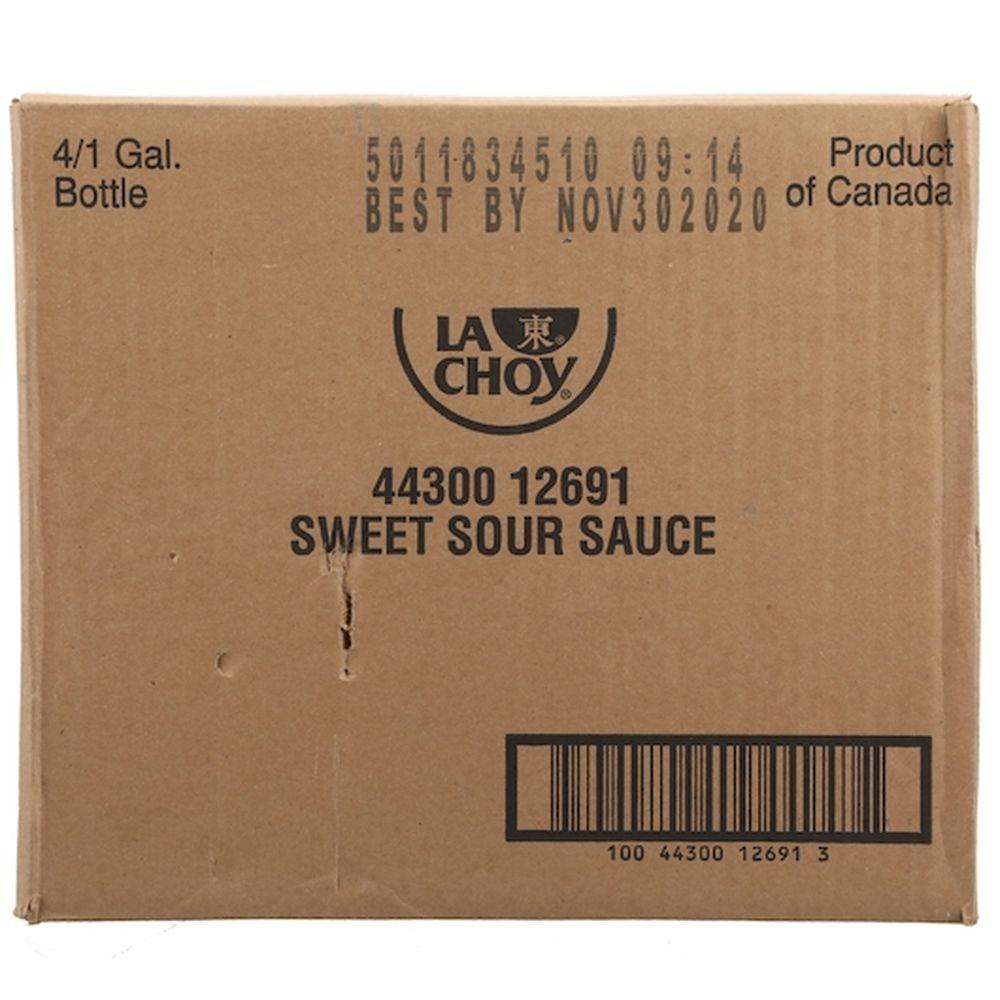 4/1 Gal.
Bottle
5011834510 09:14
BEST BY NOV302020
Product
of Canada
LA 東®
CHOY®
44300 12691
SWEET SOUR SAUCE
100 44300 12691 3